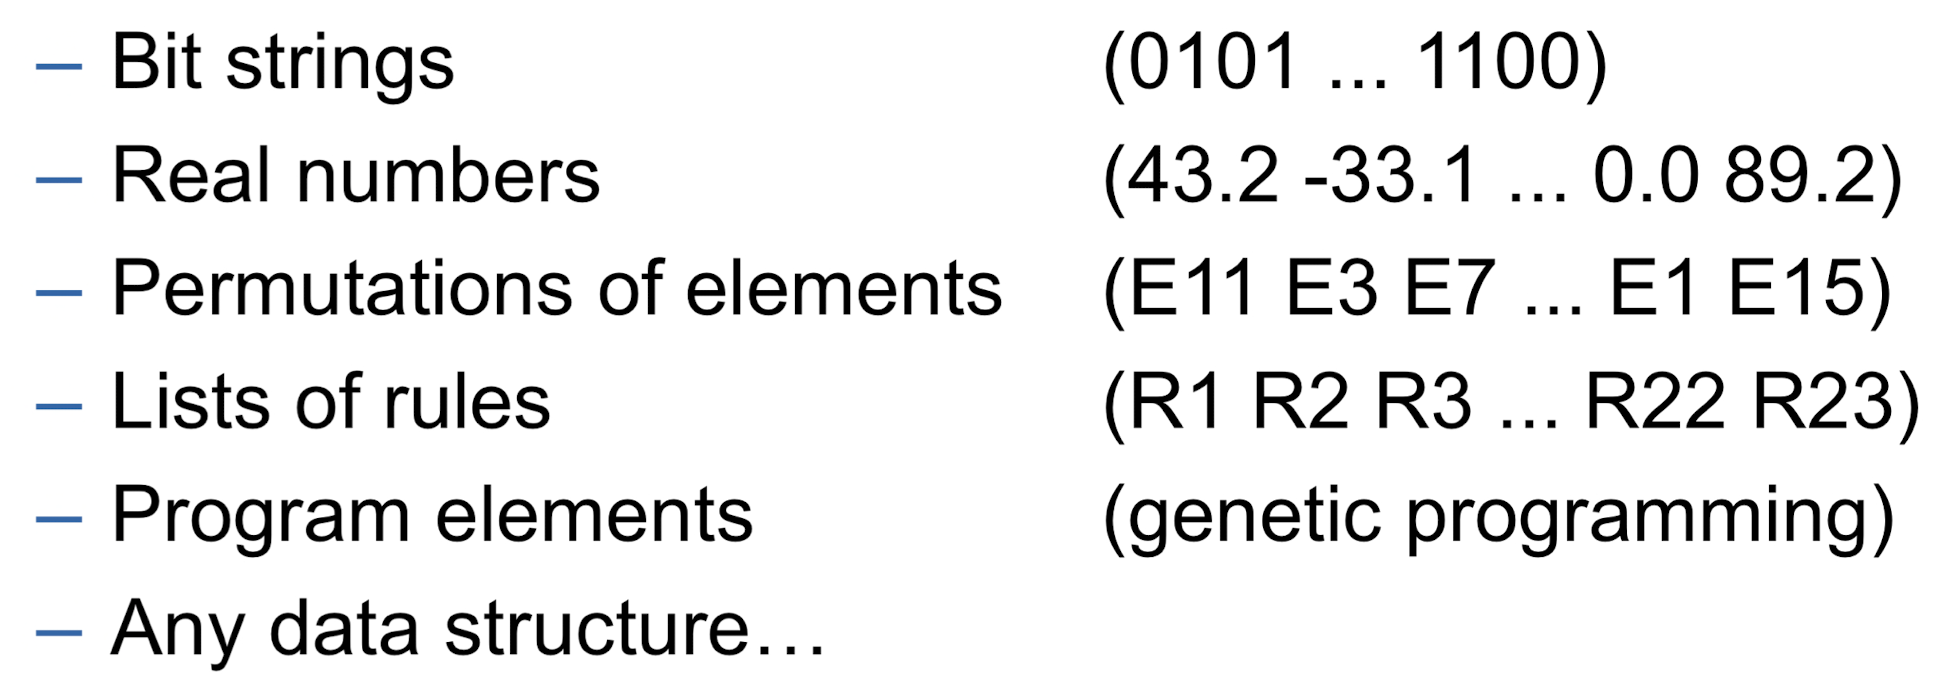 – Bit strings (0101 ... 1100)
– Real numbers (43.2 -33.1 ... 0.0 89.2)
– Permutations of elements (E11 E3 E7 ... E1 E15)
– Lists of rules (R1 R2 R3 ... R22 R23)
– Program elements (genetic programming)
– Any data structure…